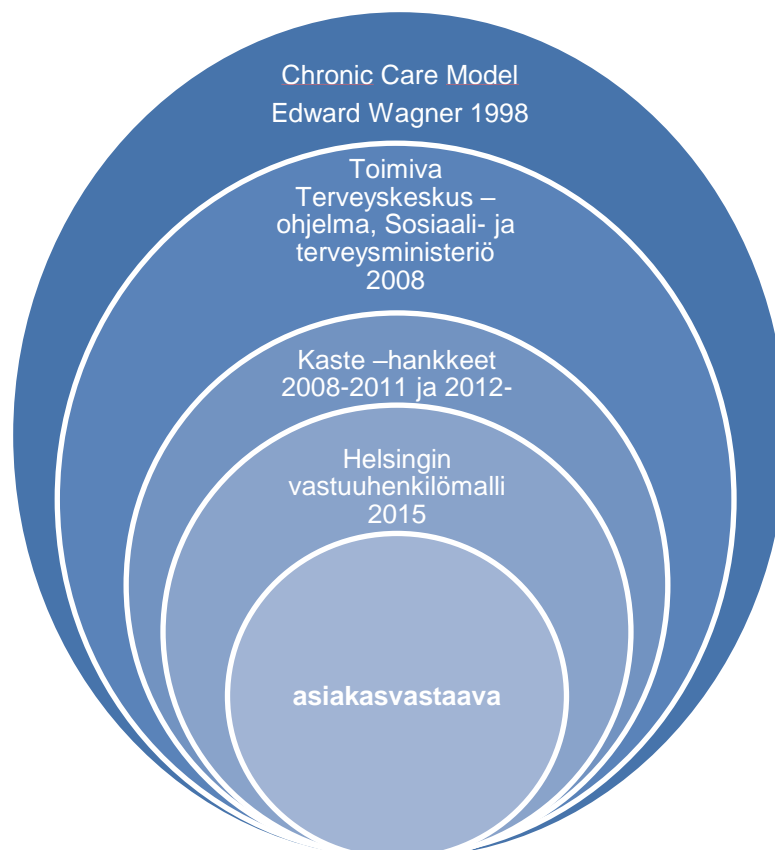 Chronic Care Model
Edward Wagner 1998
Toimiva
Terveyskeskus –
ohjelma, Sosiaali- ja
terveysministeriö
2008
Kaste –hankkeet
2008-2011 ja 2012-
Helsingin
vastuuhenkilömalli
2015
asiakasvastaava